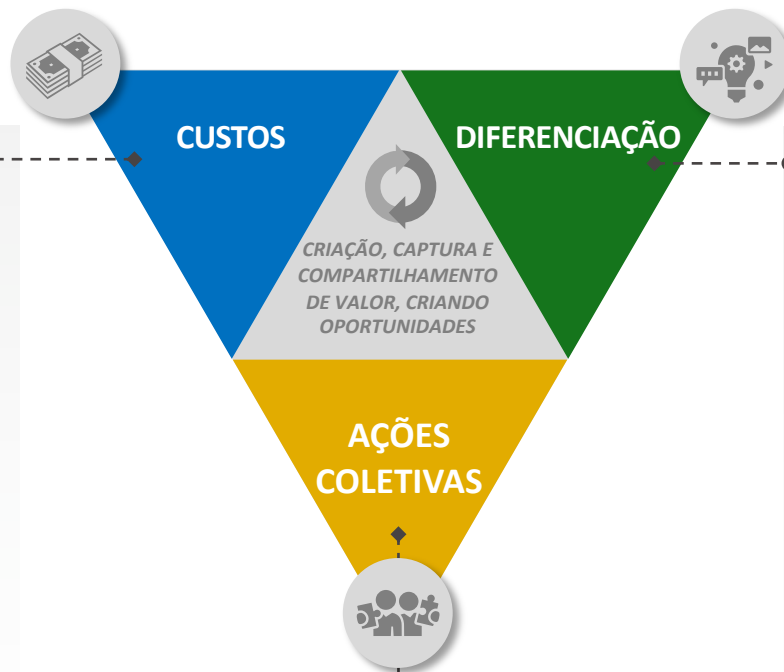 CUSTOS
DIFERENCIAÇÃO
CRIAÇÃO, CAPTURA E
COMPARTILHAMENTO
DE VALOR, CRIANDO
OPORTUNIDADES
AÇÕES
COLETIVAS